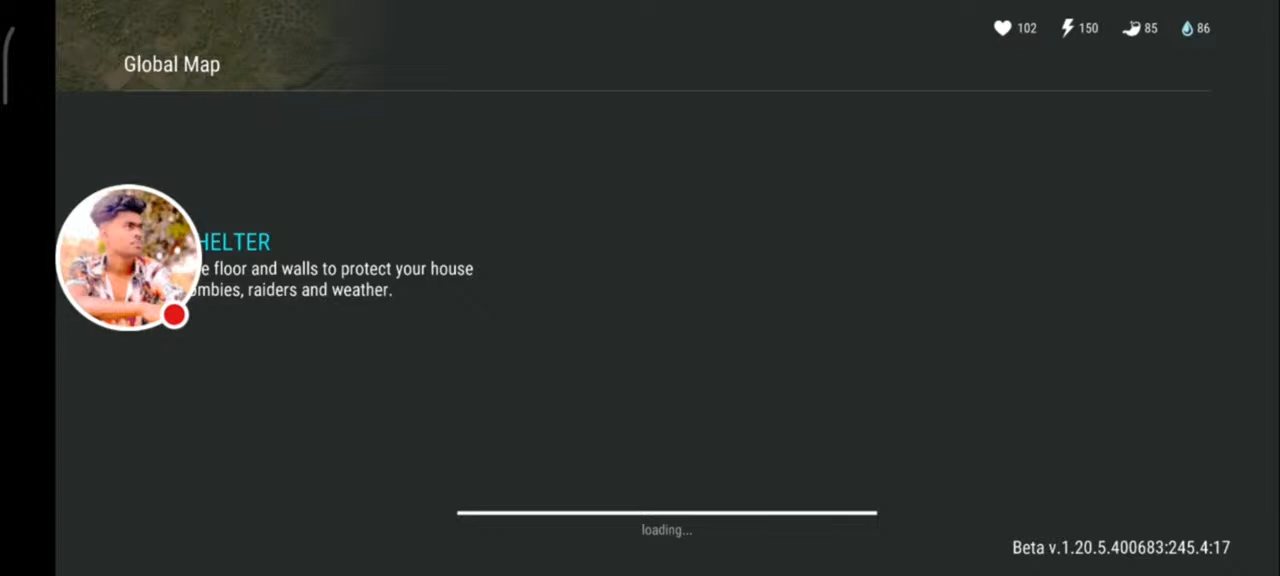 102 150 85 86
Global Map
HELTER
floor and walls to protect your house
ombies, raiders and weather.
loading...
Beta v.1.20.5.400683:245.4:17